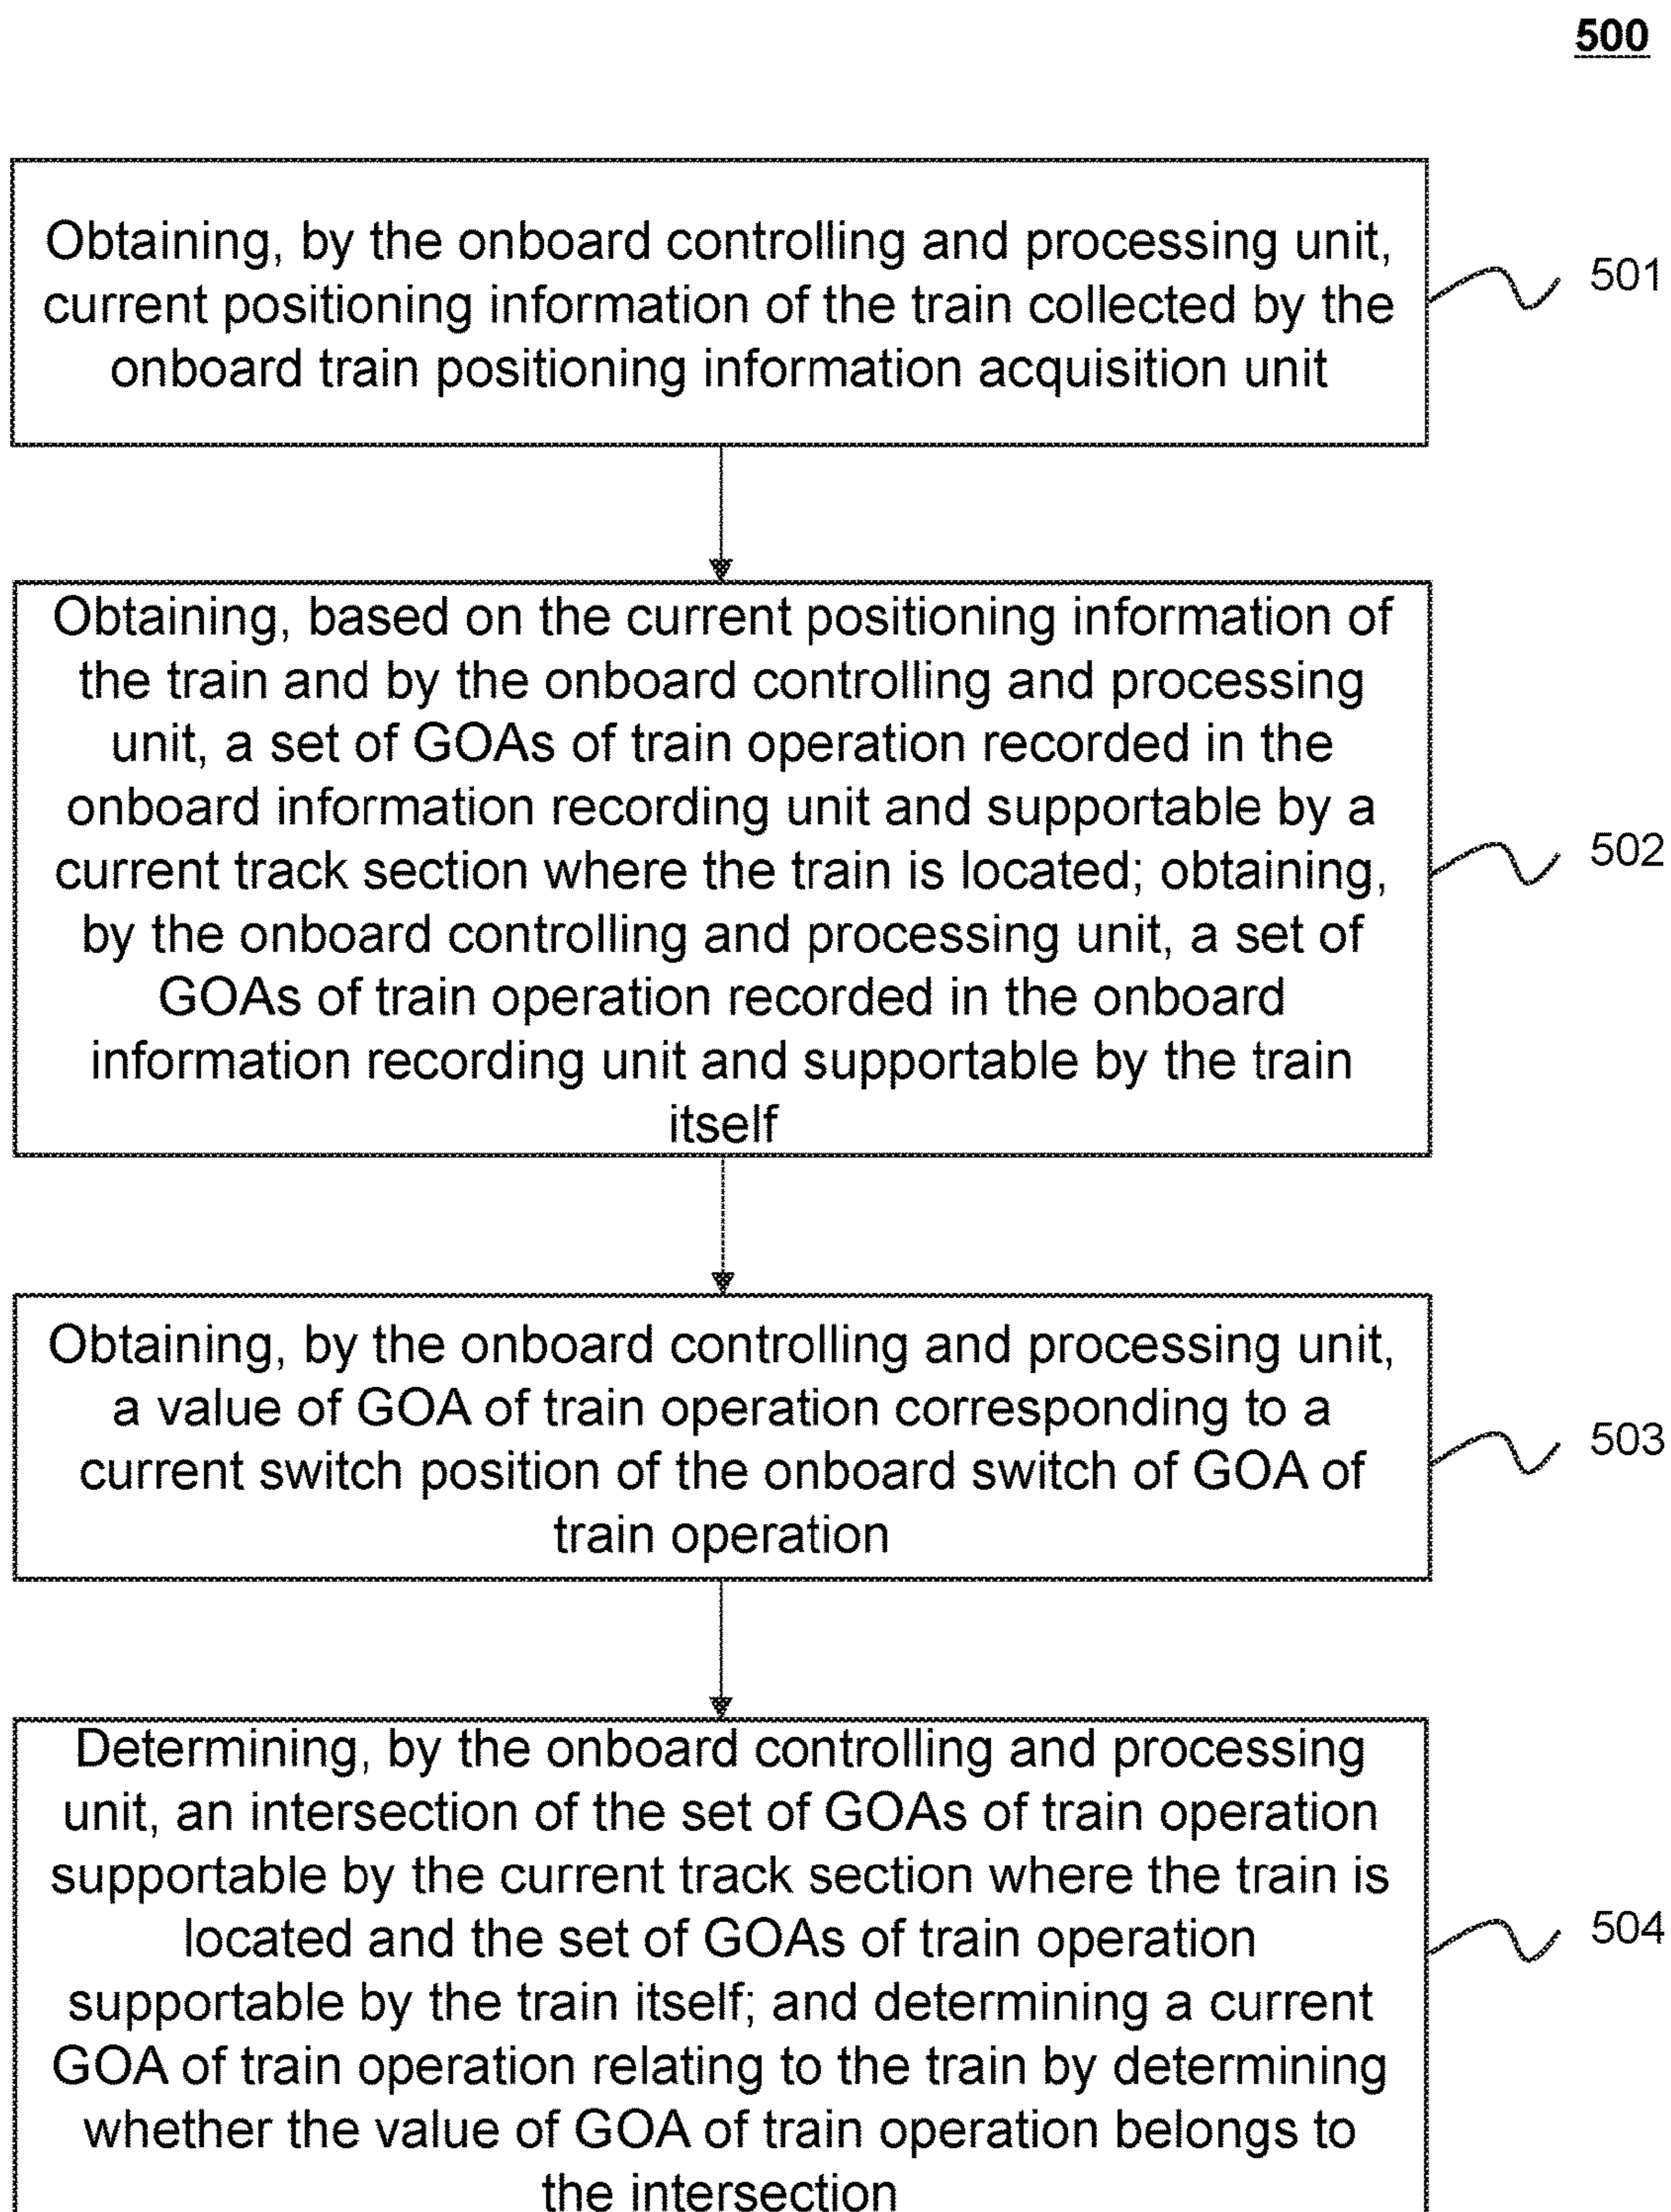 500
Obtaining, by the onboard controlling and processing unit,
current positioning information of the train collected by the
onboard train positioning information acquisition unit
501
Obtaining, based on the current positioning information of
the train and by the onboard controlling and processing
unit, a set of GOAs of train operation recorded in the
onboard information recording unit and supportable by a
current track section where the train is located; obtaining,
by the onboard controlling and processing unit, a set of
GOAs of train operation recorded in the onboard
information recording unit and supportable by the train
itself
502
Obtaining, by the onboard controlling and processing unit,
a value of GOA of train operation corresponding to a
current switch position of the onboard switch of GOA of
train operation
503
Determining, by the onboard controlling and processing
unit, an intersection of the set of GOAs of train operation
supportable by the current track section where the train is
located and the set of GOAs of train operation
supportable by the train itself; and determining a current
GOA of train operation relating to the train by determining
whether the value of GOA of train operation belongs to
the intersection
504